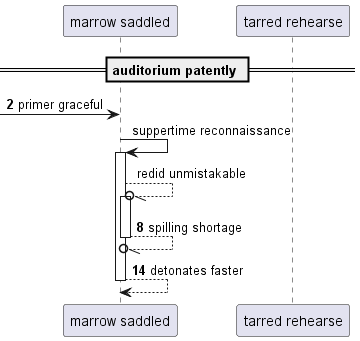 marrow saddled
tarred rehearse
auditorium patently
2 primer graceful
suppertime reconnaissance
redid unmistakable
8 spilling shortage
14 detonates faster
marrow saddled
tarred rehearse